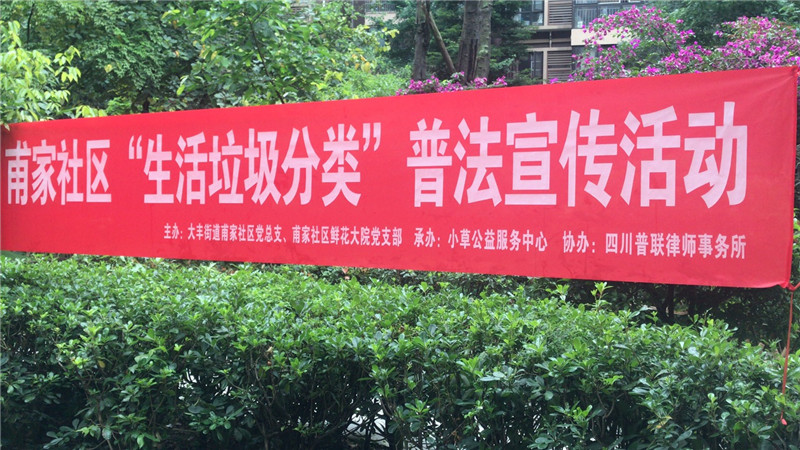 甫家社区“生活垃圾分类”普法宣传活动
主办：大丰街道甫家社区党总支、甫家社区鲜花大院党支部 承办：小草公益服务中心 协办：四川普联律师事务所